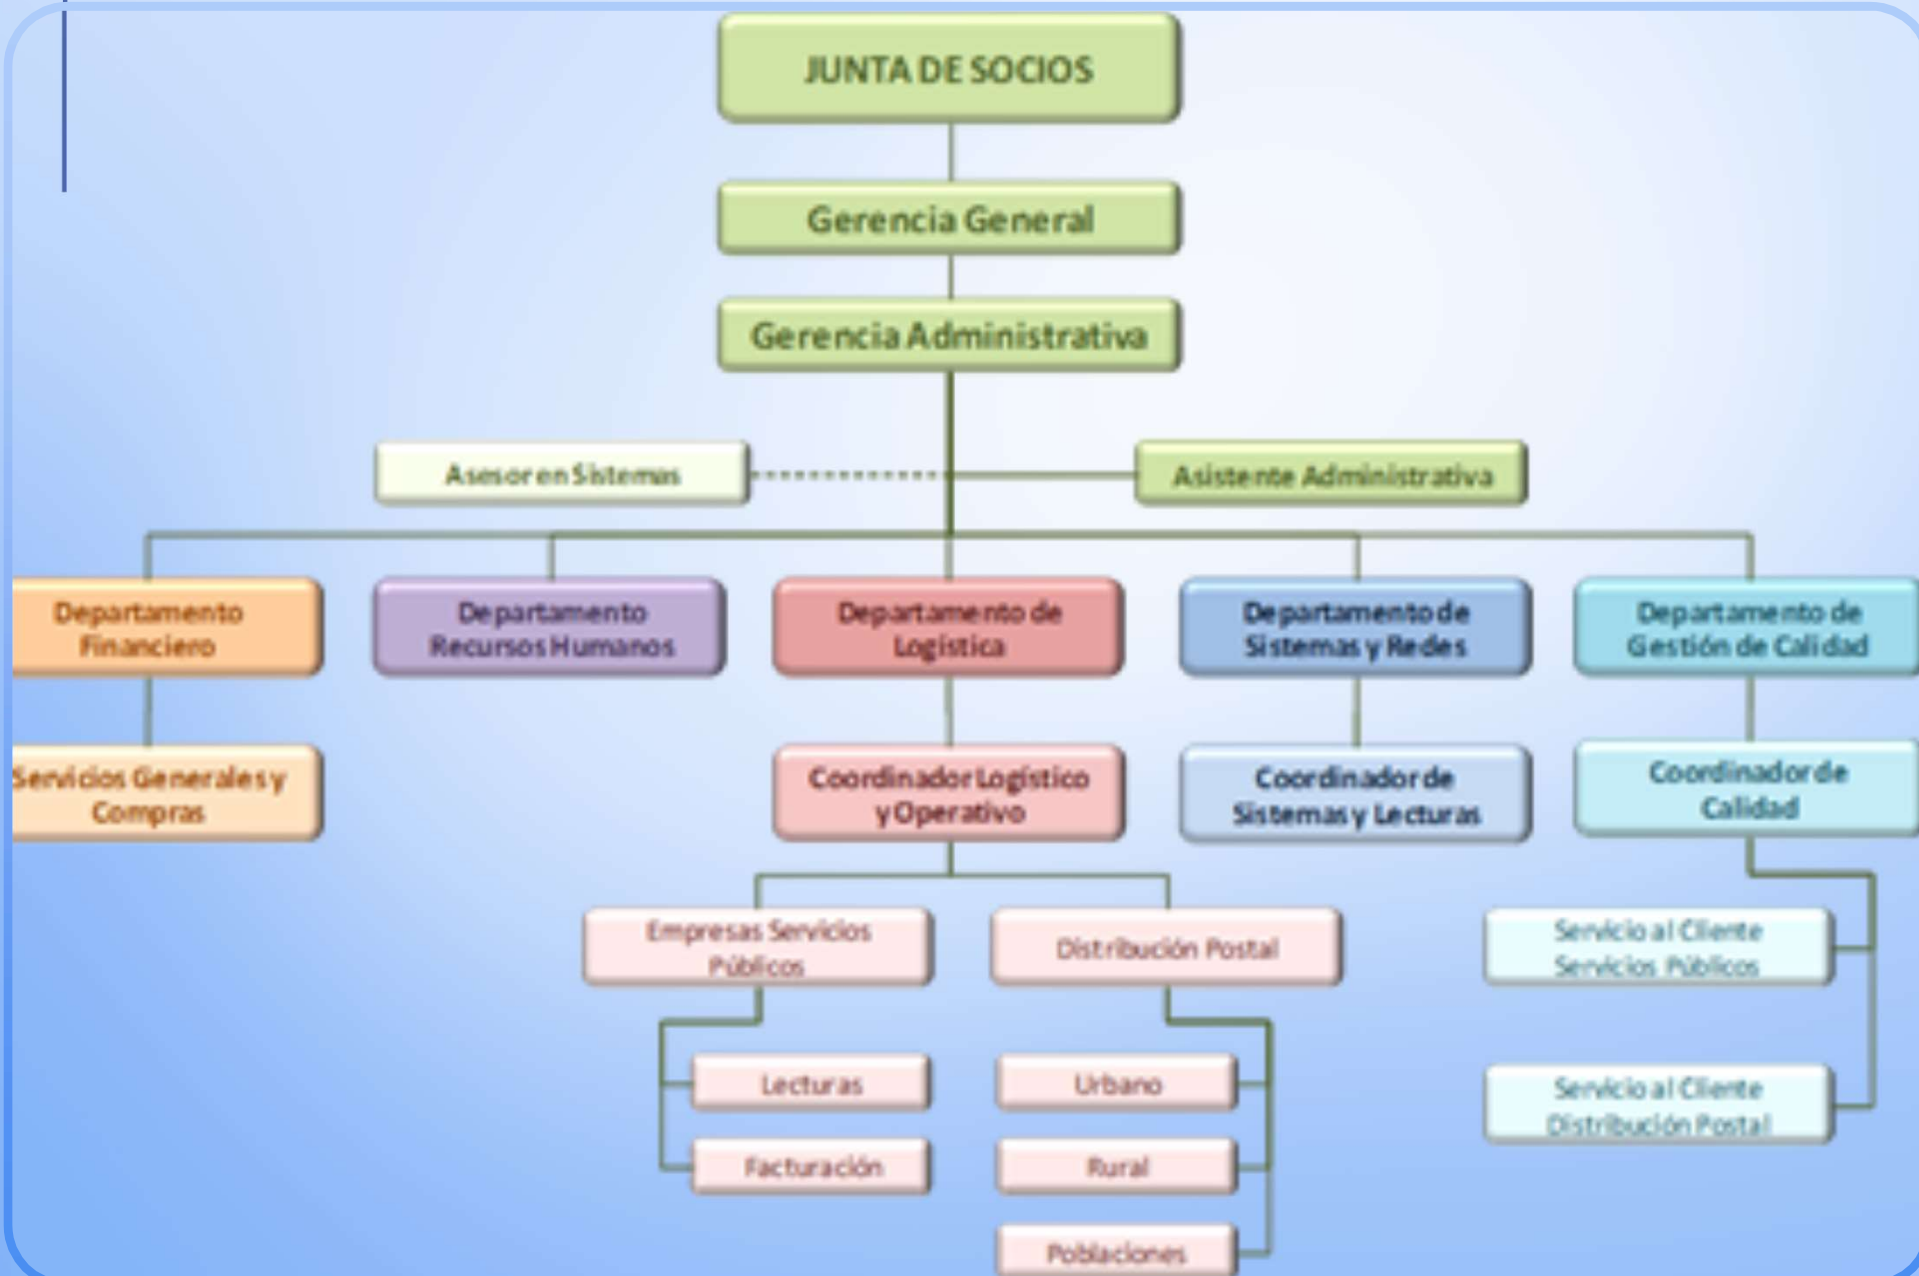 JUNTA DE SOCIOS
Gerencia General
Gerencia Administrativa
Asesor en Sistemas
Asistente Administrativa
Departamento
Financiero
Departamento
Recursos Humanos
Departamento de
Logística
Departamento de
Sistemas y Redes
Departamento de
Gestión de Calidad
Servicios Generales y
Compras
Coordinador Logístico
y Operativo
Coordinador de
Sistemas y Lecturas
Coordinador de
Calidad
Empresas Servicios
Públicos
Distribución Postal
Servicio al Cliente
Servicios Públicos
Lecturas
Urbano
Servicio al Cliente
Distribución Postal
Facturación
Rural
Poblaciones